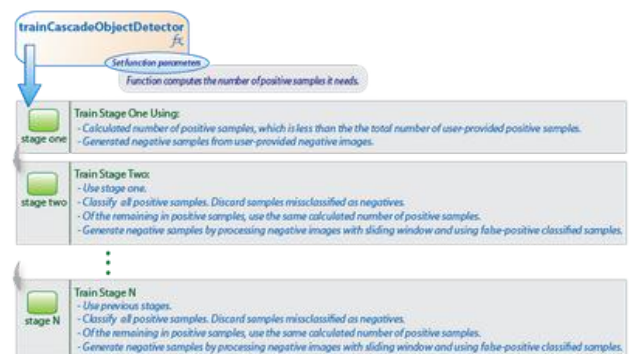 trainCascadeObjectDetector
fx
Set function parameters
Function computes the number of positive samples it needs.
stage one
Train Stage One Using:
- Calculated number of positive samples, which is less than the the total number of user-provided positive samples.
- Generated negative samples from user-provided negative images.
stage two
Train Stage Two:
- Use stage one.
- Classify all positive samples. Discard samples missclassified as negatives.
- Of the remaining in positive samples, use the same calculated number of positive samples.
- Generate negative samples by processing negative images with sliding window and using false-positive classified samples.
stage N
Train Stage N
- Use previous stages.
- Classify all positive samples. Discard samples missclassified as negatives.
- Of the remaining in positive samples, use the same calculated number of positive samples.
- Generate negative samples by processing negative images with sliding window and using false-positive classified samples.